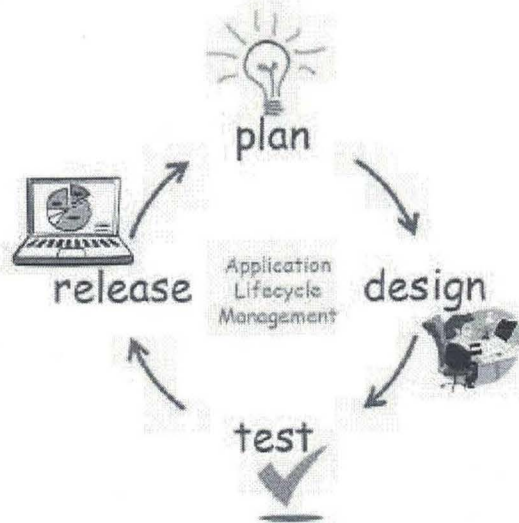 plan
release
Application
Lifecycle
Management
design
test